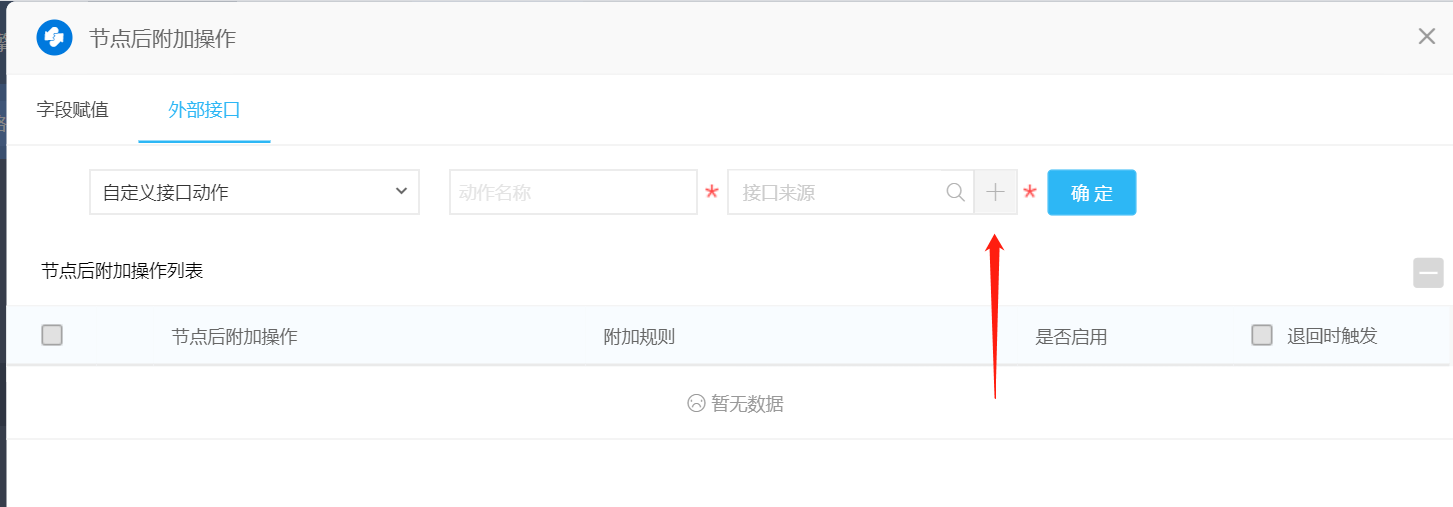 节点后附加操作
字段赋值 外部接口
自定义接口动作 动作名称 * 接口来源 * 确定
节点后附加操作列表
节点后附加操作 附加规则 是否启用 退回时触发
暂无数据